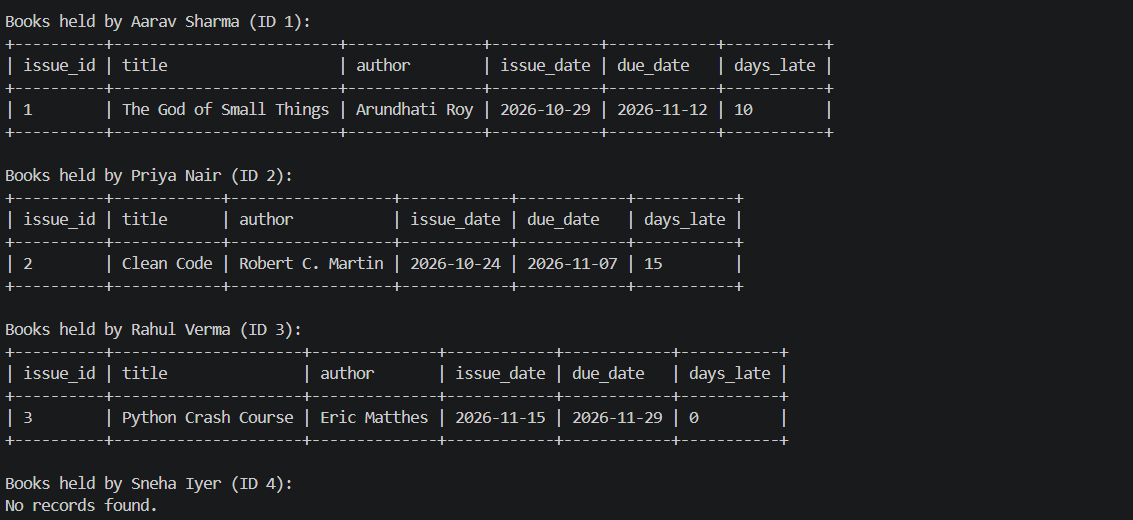 Books held by Aarav Sharma (ID 1):
+----------+-------------------------+---------------+------------+------------+-----------+
| issue_id | title                   | author        | issue_date | due_date   | days_late |
+----------+-------------------------+---------------+------------+------------+-----------+
| 1        | The God of Small Things | Arundhati Roy | 2026-10-29 | 2026-11-12 | 10        |
+----------+-------------------------+---------------+------------+------------+-----------+
Books held by Priya Nair (ID 2):
+----------+------------+------------------+------------+------------+-----------+
| issue_id | title      | author           | issue_date | due_date   | days_late |
+----------+------------+------------------+------------+------------+-----------+
| 2        | Clean Code | Robert C. Martin | 2026-10-24 | 2026-11-07 | 15        |
+----------+------------+------------------+------------+------------+-----------+
Books held by Rahul Verma (ID 3):
+----------+---------------------+--------------+------------+------------+-----------+
| issue_id | title               | author       | issue_date | due_date   | days_late |
+----------+---------------------+--------------+------------+------------+-----------+
| 3        | Python Crash Course | Eric Matthes | 2026-11-15 | 2026-11-29 | 0         |
+----------+---------------------+--------------+------------+------------+-----------+
Books held by Sneha Iyer (ID 4):
No records found.